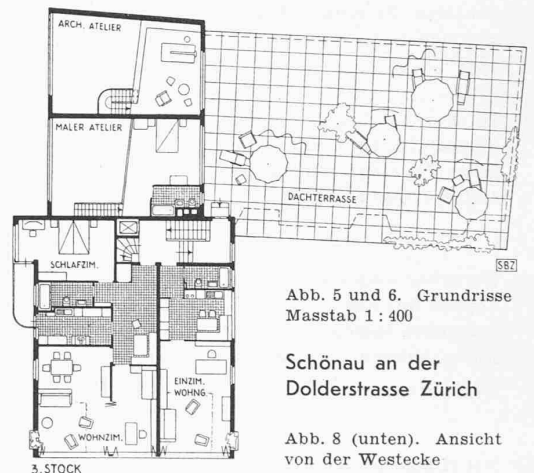 ARCH. ATELIER
MALER ATELIER
DACHTERRASSE
SCHLAFZIM.
SBZ
Abb. 5 und 6. Grundrisse
Masstab 1 : 400
Schönau an der
Dolderstrasse Zürich
EINZIM.
WOHNG.
WOHNZIM.
Abb. 8 (unten). Ansicht
von der Westecke
3. STOCK